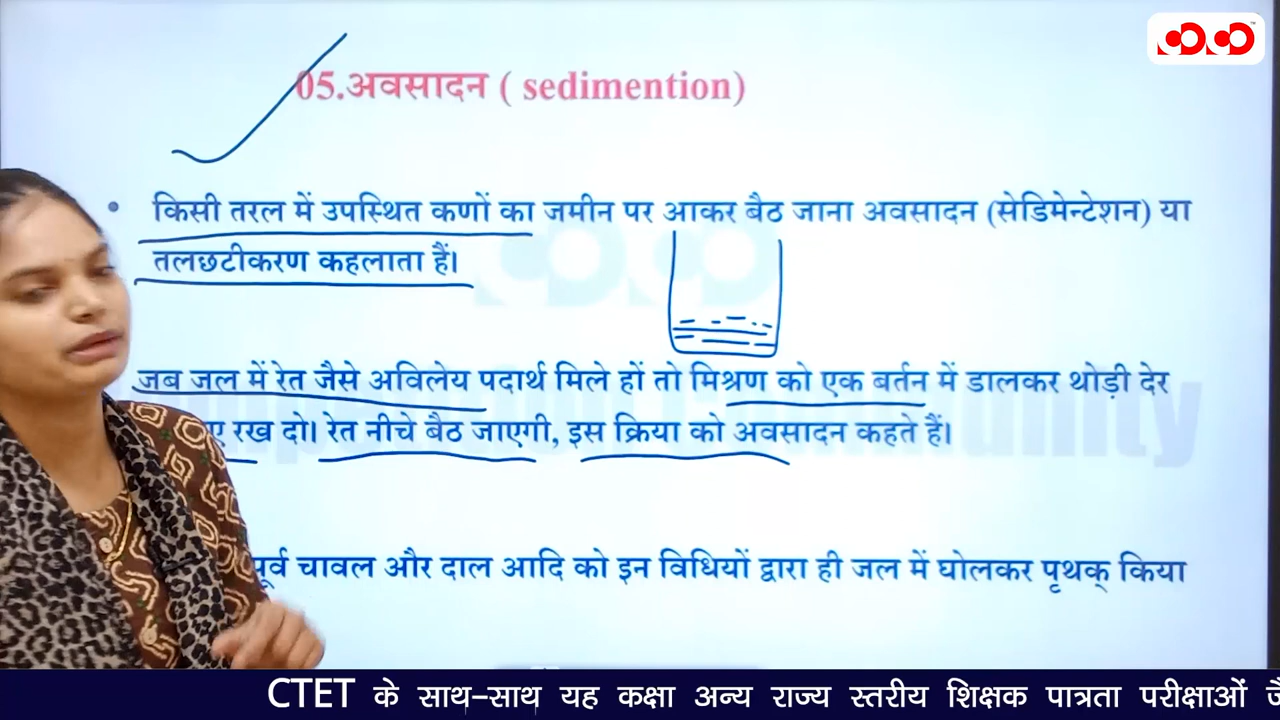 05.अवसादन ( sedimention)
किसी तरल में उपस्थित कणों का जमीन पर आकर बैठ जाना अवसादन (सेडिमेन्टेशन) या
तलछटीकरण कहलाता हैं।
जब जल में रेत जैसे अविलेय पदार्थ मिले हों तो मिश्रण को एक बर्तन में डालकर थोड़ी देर
रख दो। रेत नीचे बैठ जाएगी, इस क्रिया को अवसादन कहते हैं।
पूर्व चावल और दाल आदि को इन विधियों द्वारा ही जल में घोलकर पृथक् किया
CTET के साथ-साथ यह कक्षा अन्य राज्य स्तरीय शिक्षक पात्रता परीक्षाओं